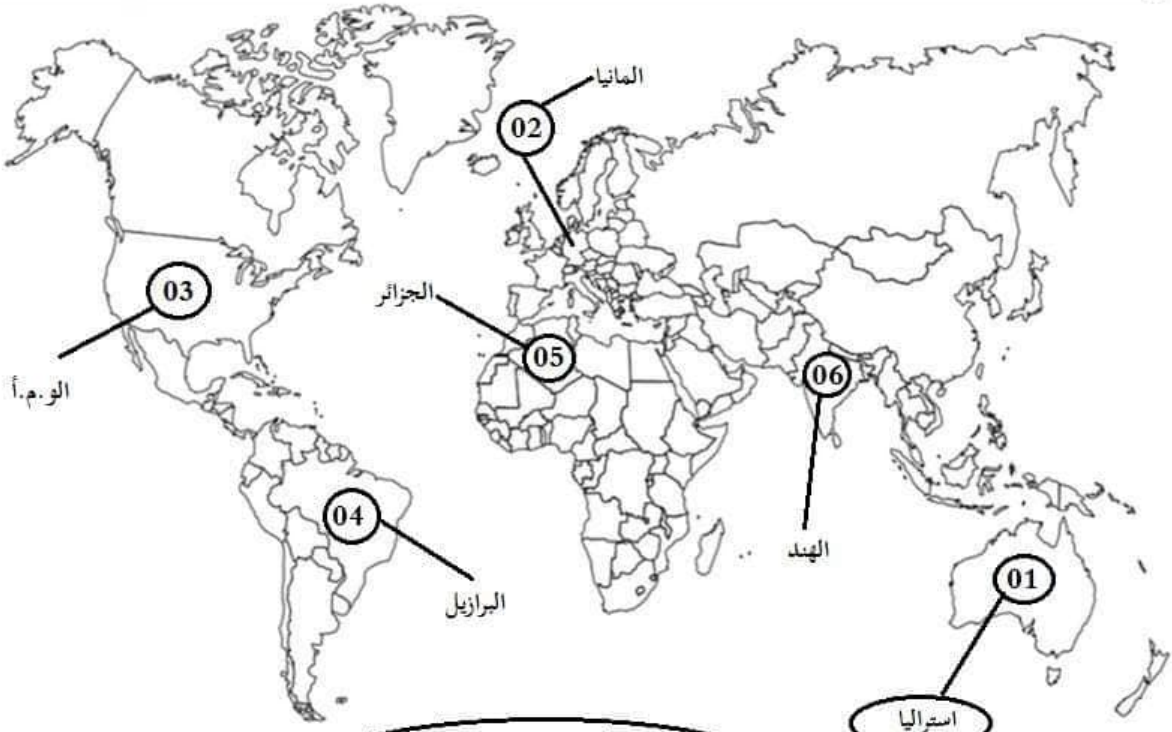 المانيا
02
03
الجزائر
05
06
الو.م.أ
04
الهند
01
البرازيل
استراليا